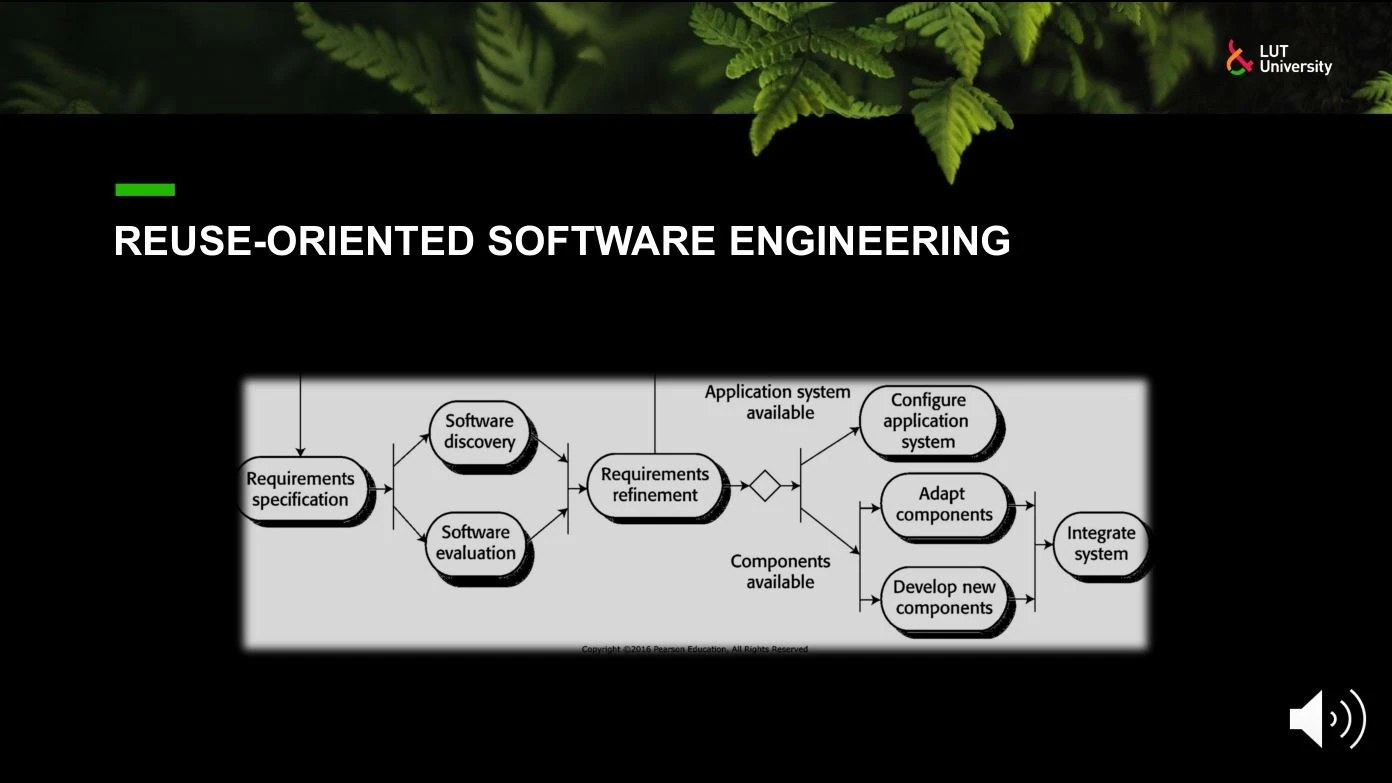 LUT
University
REUSE-ORIENTED SOFTWARE ENGINEERING
Requirements
specification
Software
discovery
Software
evaluation
Requirements
refinement
Application system
available
Components
available
Configure
application
system
Adapt
components
Develop new
components
Integrate
system
Copyright ©2016 Pearson Education, All Rights Reserved